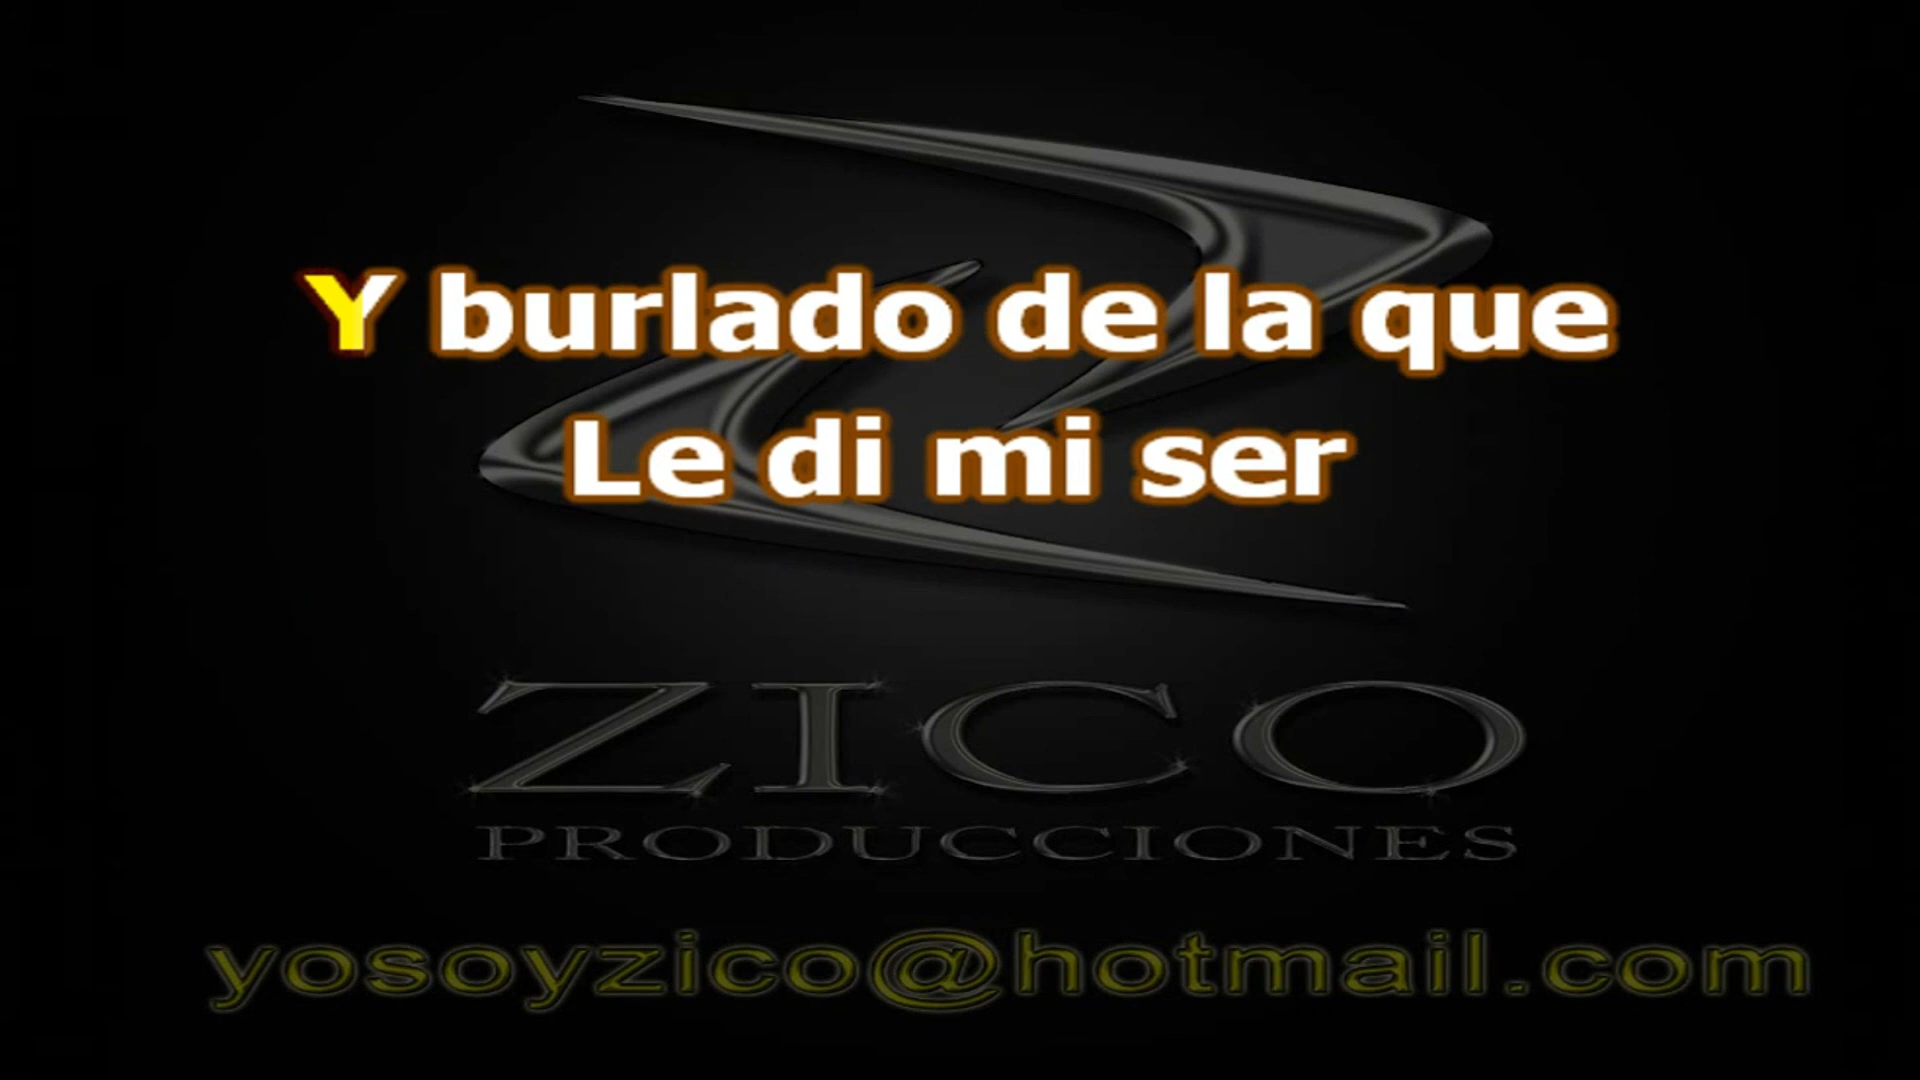 Y burlado de la que
Le di mi ser
ZICO
PRODUCCIONES
yosoyzico@hotmail.com